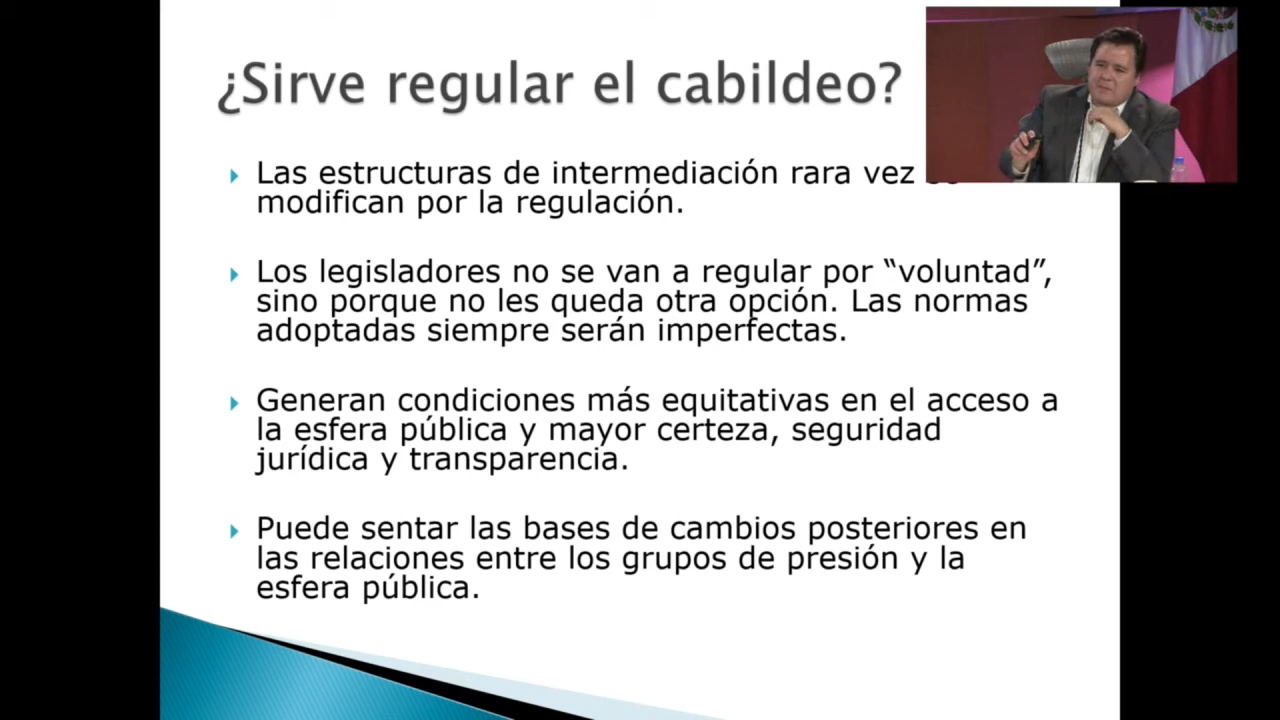 ¿Sirve regular el cabildeo?
Las estructuras de intermediación rara vez
modifican por la regulación.
Los legisladores no se van a regular por “voluntad”,
sino porque no les queda otra opción. Las normas
adoptadas siempre serán imperfectas.
Generan condiciones más equitativas en el acceso a
la esfera pública y mayor certeza, seguridad
jurídica y transparencia.
Puede sentar las bases de cambios posteriores en
las relaciones entre los grupos de presión y la
esfera pública.